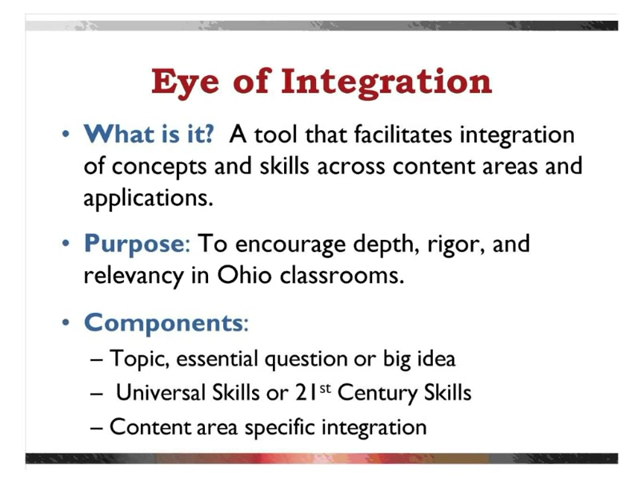 Eye of Integration
• What is it? A tool that facilitates integration
of concepts and skills across content areas and
applications.
• Purpose: To encourage depth, rigor, and
relevancy in Ohio classrooms.
• Components:
– Topic, essential question or big idea
– Universal Skills or 21st Century Skills
– Content area specific integration